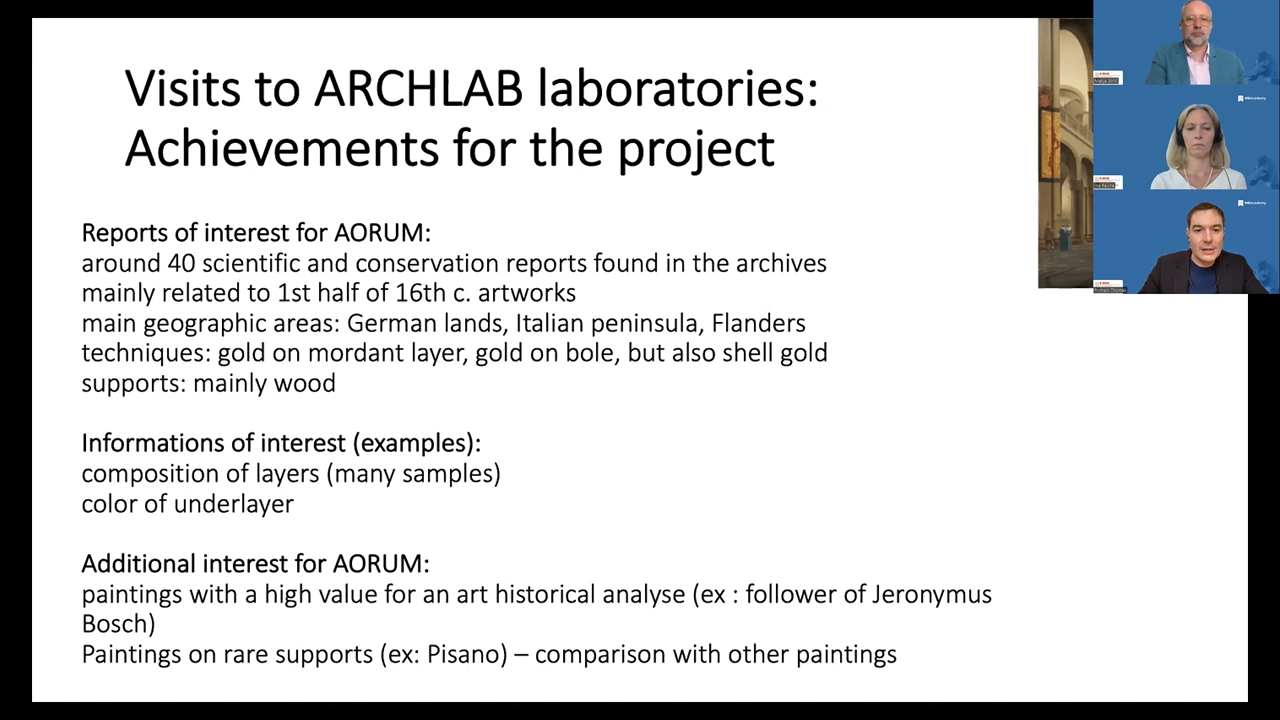 Visits to ARCHLAB laboratories:
Achievements for the project
Reports of interest for AORUM:
around 40 scientific and conservation reports found in the archives
mainly related to 1st half of 16th c. artworks
main geographic areas: German lands, Italian peninsula, Flanders
techniques: gold on mordant layer, gold on bole, but also shell gold
supports: mainly wood
Informations of interest (examples):
composition of layers (many samples)
color of underlayer
Additional interest for AORUM:
paintings with a high value for an art historical analyse (ex : follower of Jeronymus
Bosch)
Paintings on rare supports (ex: Pisano) – comparison with other paintings